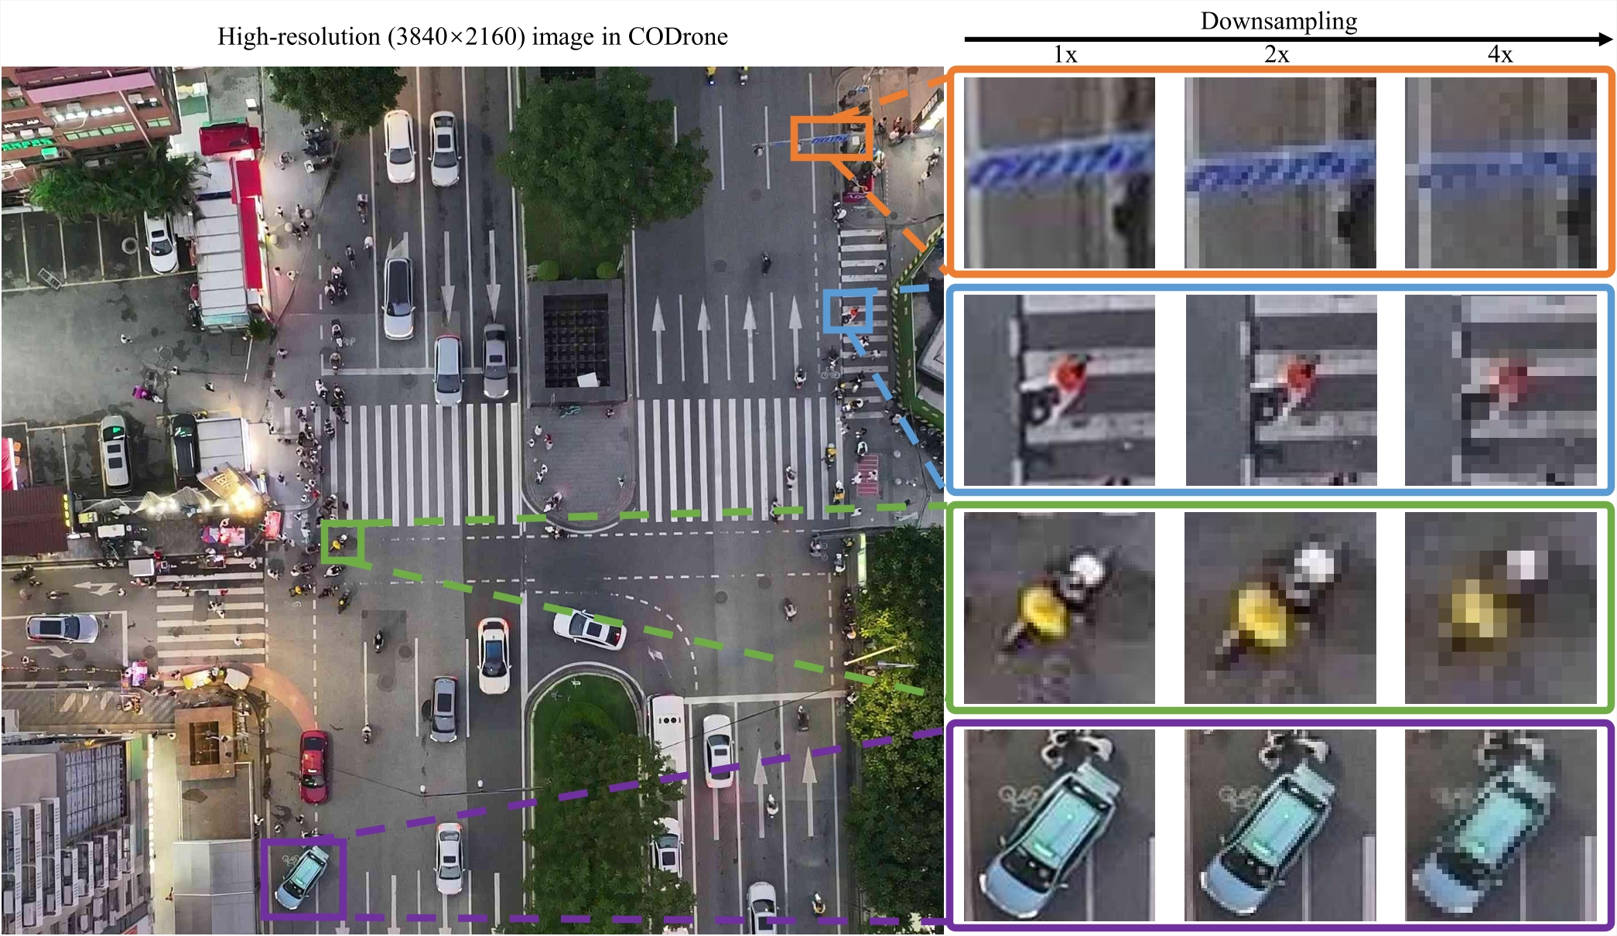 High-resolution (3840×2160) image in CODrone
Downsampling
1x
2x
4x